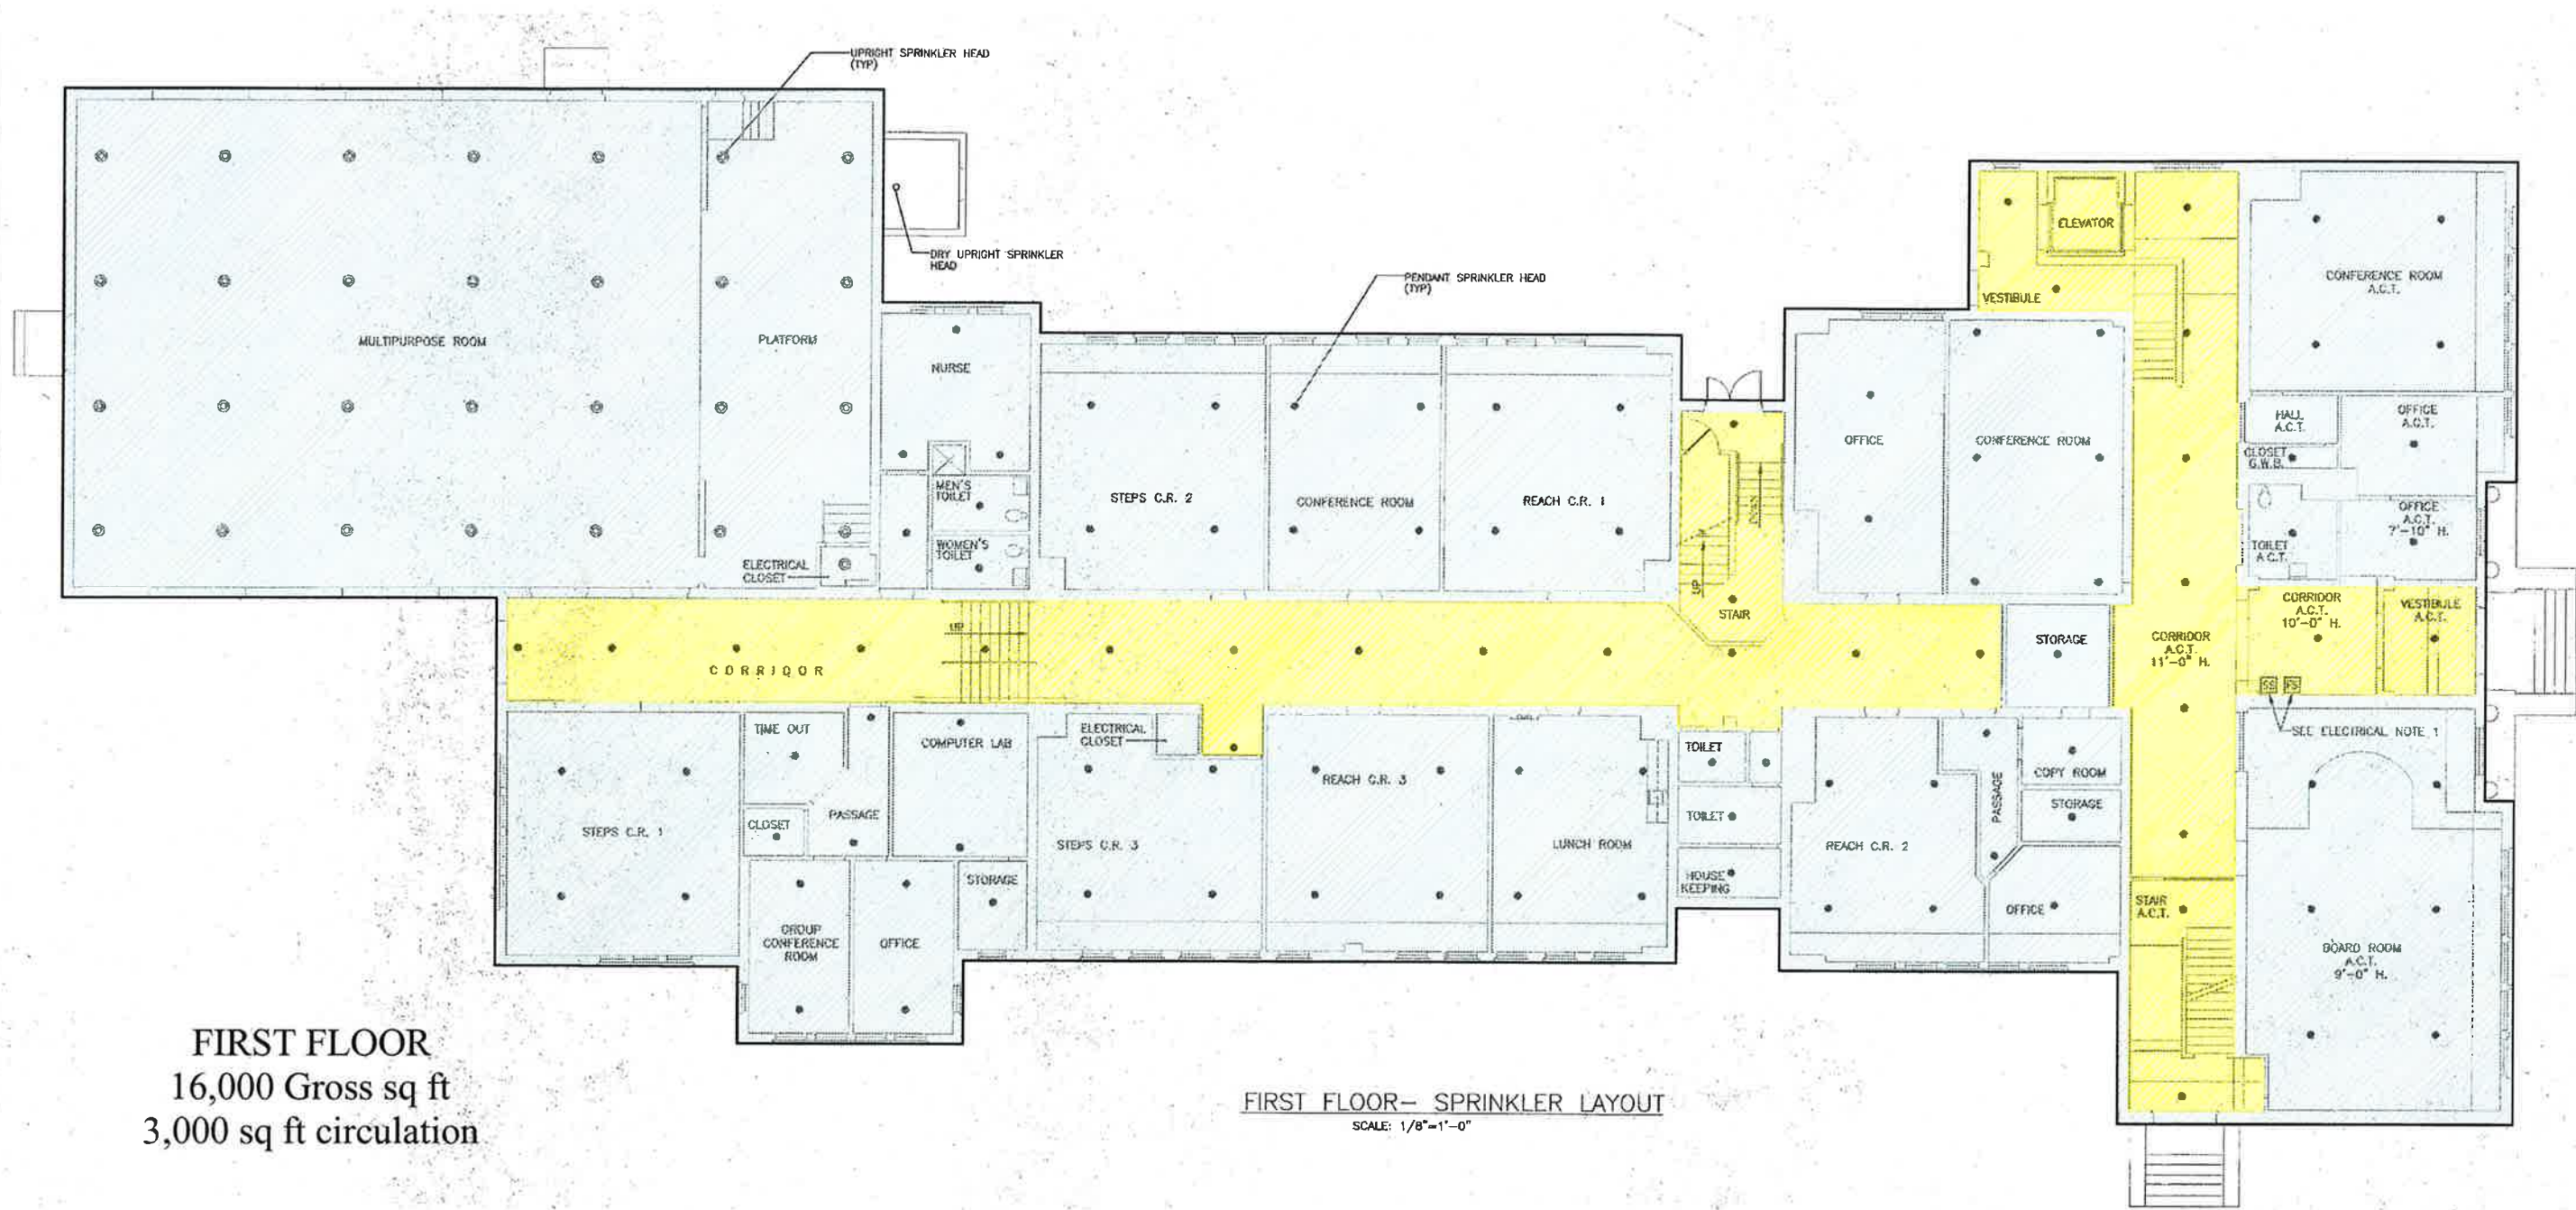 UPRIGHT SPRINKLER HEAD
(TYP)
DRY UPRIGHT SPRINKLER
HEAD
PENDANT SPRINKLER HEAD
(TYP)
ELEVATOR
VESTIBULE
CONFERENCE ROOM
A.C.T.
MULTIPURPOSE ROOM
PLATFORM
NURSE
MEN'S
TOILET
WOMEN'S
TOILET
ELECTRICAL
CLOSET
STEPS C.R. 2
CONFERENCE ROOM
REACH C.R. 1
DOWN
UP
STAIR
OFFICE
CONFERENCE ROOM
HALL
A.C.T.
OFFICE
A.C.T.
CLOSET
G.W.B.
TOILET
A.C.T.
OFFICE
A.C.T.
7'-10" H.
CORRIDOR
UP
STORAGE
CORRIDOR
A.C.T.
11'-0" H.
CORRIDOR
A.C.T.
10'-0" H.
VESTIBULE
A.C.T.
SS
FS
SEE ELECTRICAL NOTE 1
STEPS C.R. 1
TIME OUT
CLOSET
PASSAGE
COMPUTER LAB
GROUP
CONFERENCE
ROOM
OFFICE
STORAGE
ELECTRICAL
CLOSET
STEPS C.R. 3
REACH C.R. 3
LUNCH ROOM
TOILET
TOILET
HOUSE
KEEPING
REACH C.R. 2
PASSAGE
COPY ROOM
STORAGE
OFFICE
STAIR
A.C.T.
BOARD ROOM
A.C.T.
9'-0" H.
FIRST FLOOR
16,000 Gross sq ft
3,000 sq ft circulation
FIRST FLOOR- SPRINKLER LAYOUT
SCALE: 1/8"=1'-0"